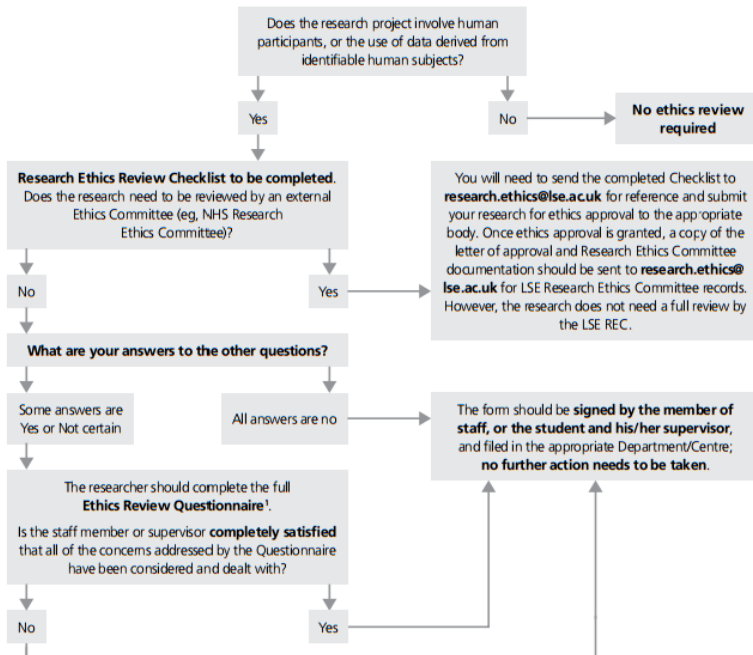 Does the research project involve human
participants, or the use of data derived from
identifiable human subjects?
Yes
No
No ethics review
required
Research Ethics Review Checklist to be completed.
Does the research need to be reviewed by an external
Ethics Committee (eg, NHS Research
Ethics Committee)?
You will need to send the completed Checklist to
research.ethics@lse.ac.uk for reference and submit
your research for ethics approval to the appropriate
body. Once ethics approval is granted, a copy of the
letter of approval and Research Ethics Committee
documentation should be sent to research.ethics@
lse.ac.uk for LSE Research Ethics Committee records.
However, the research does not need a full review by
the LSE REC.
No
Yes
What are your answers to the other questions?
Some answers are
Yes or Not certain
All answers are no
The form should be signed by the member of
staff, or the student and his/her supervisor,
and filed in the appropriate Department/Centre;
no further action needs to be taken.
The researcher should complete the full
Ethics Review Questionnaire¹.
Is the staff member or supervisor completely satisfied
that all of the concerns addressed by the Questionnaire
have been considered and dealt with?
No
Yes